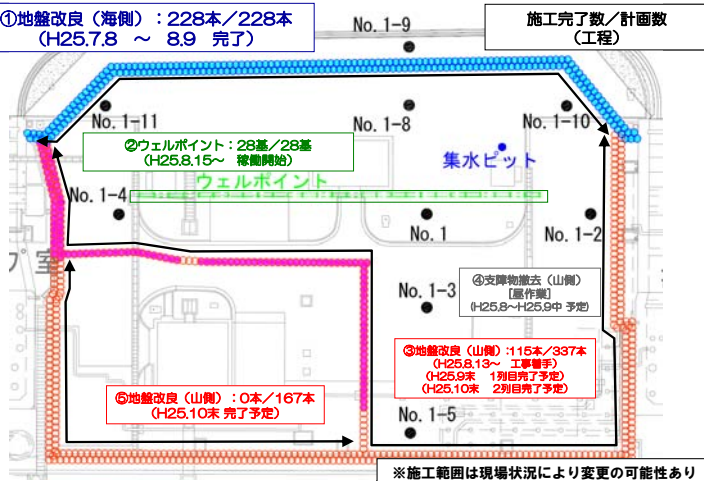 ①地盤改良（海側）：228本／228本
（H25.7.8　～　8.9　完了）
施工完了数／計画数
（工程）
No. 1-9
No. 1-11
No. 1-8
No. 1-10
②ウェルポイント：28基／28基
（H25.8.15～　稼働開始）
集水ピット
ウェルポイント
No. 1-4
No. 1
No. 1-2
プ室
④支障物撤去（山側）
［昼作業］
（H25.8～H25.9中 予定）
No. 1-3
③地盤改良（山側）：115本／337本
（H25.8.13～　工事着手）
（H25.9末　1列目完了予定）
（H25.10末　2列目完了予定）
⑤地盤改良（山側）：0本／167本
（H25.10末 完了予定）
No. 1-5
※施工範囲は現場状況により変更の可能性あり